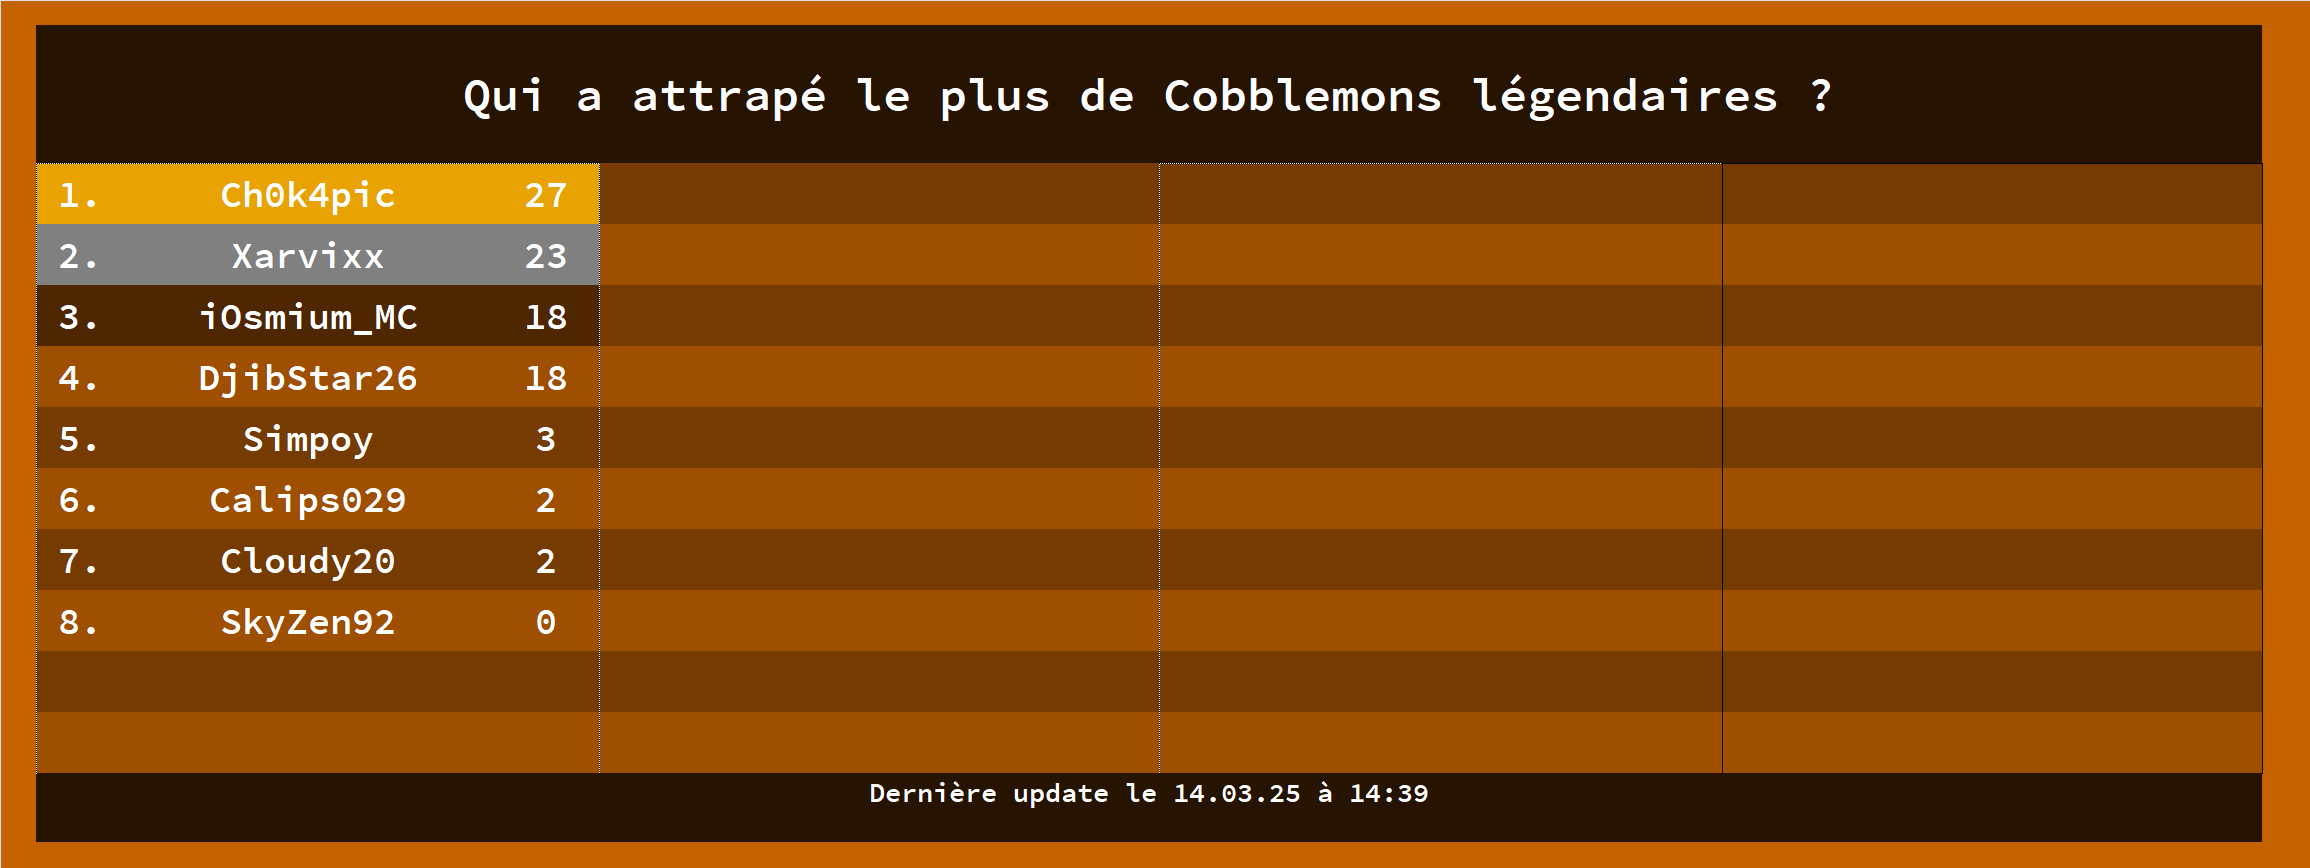 Qui a attrapé le plus de Cobblemons légendaires ?
1. Ch0k4pic 27
2. Xarvixx 23
3. iOsmium_MC 18
4. DjibStar26 18
5. Simpoy 3
6. Calips029 2
7. Cloudy20 2
8. SkyZen92 0
Dernière update le 14.03.25 à 14:39